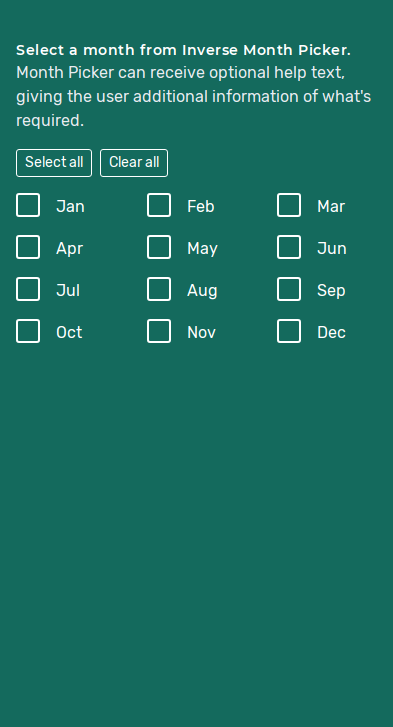 Select a month from Inverse Month Picker.
Month Picker can receive optional help text,
giving the user additional information of what's
required.
Select all Clear all
Jan Feb Mar
Apr May Jun
Jul Aug Sep
Oct Nov Dec